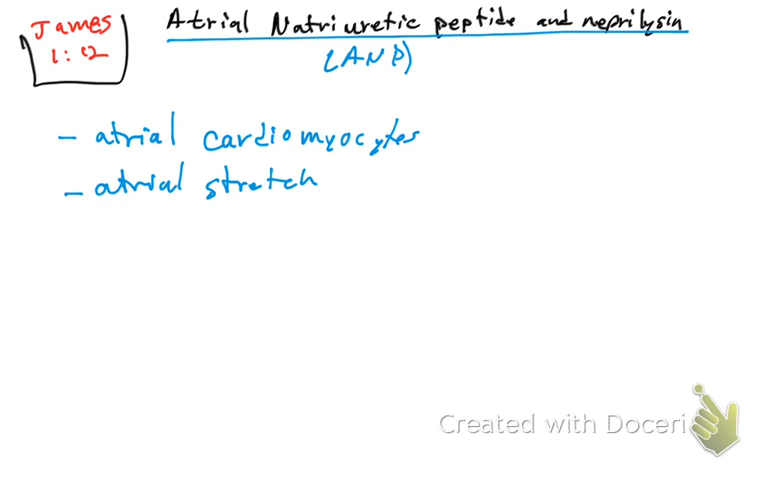 James
1:12
Atrial Natriuretic peptide and neprilysin
(ANP)
- atrial cardiomyocytes
- atrial stretch
Created with Doceri